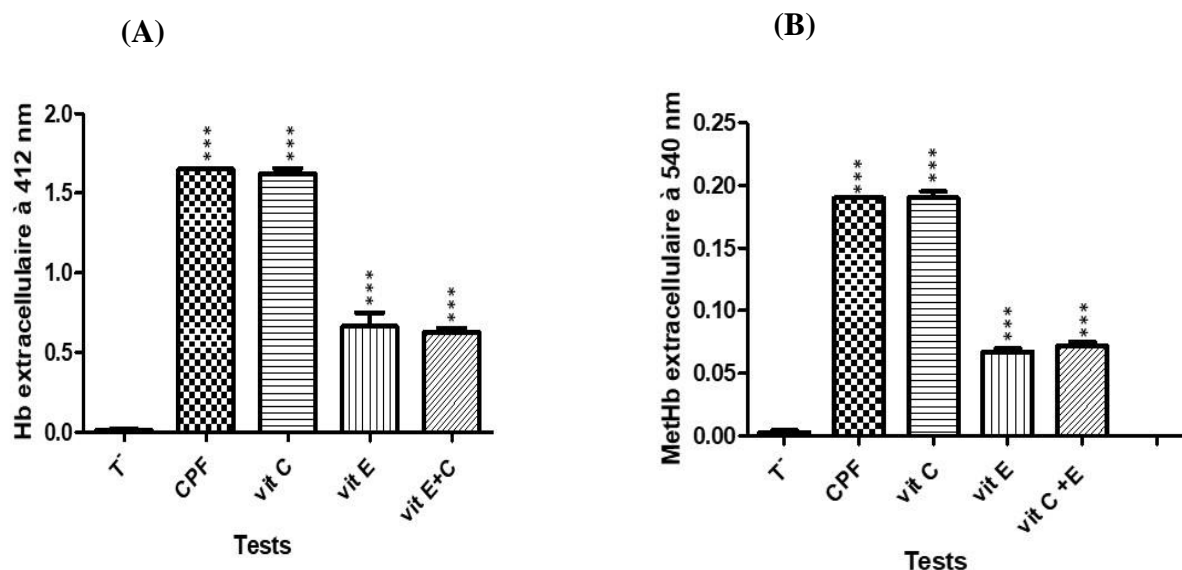 (A)
Hb extracellulaire à 412 nm
2.0
1.5
1.0
0.5
0.0
***
***
***
***
T-
CPF
vit C
vit E
vit E+C
Tests
(B)
MetHb extracellulaire à 540 nm
0.25
0.20
0.15
0.10
0.05
0.00
***
***
***
***
T-
CPF
vit C
vit E
vit C +E
Tests